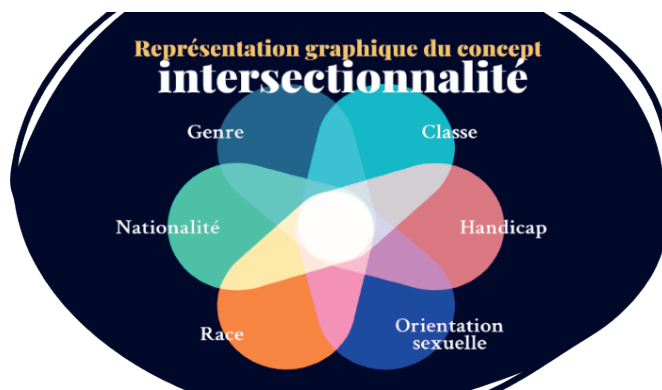 Représentation graphique du concept
intersectionnalité
Genre
Classe
Nationalité
Handicap
Race
Orientation
sexuelle